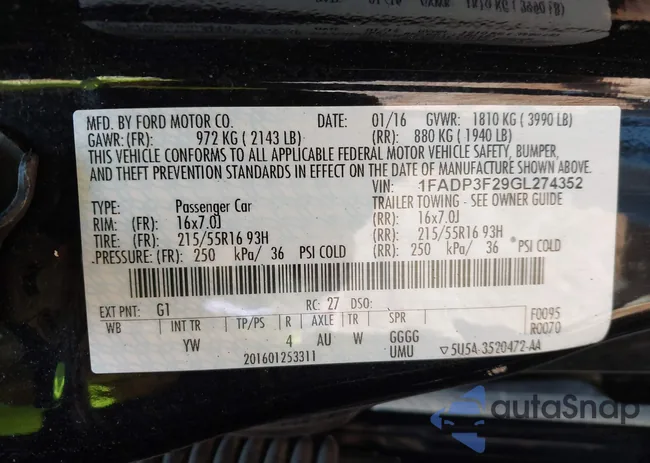 MFD. BY FORD MOTOR CO. DATE: 01/16 GVWR: 1810 KG ( 3990 LB)
GAWR: (FR): 972 KG ( 2143 LB) (RR): 880 KG ( 1940 LB)
THIS VEHICLE CONFORMS TO ALL APPLICABLE FEDERAL MOTOR VEHICLE SAFETY, BUMPER,
AND THEFT PREVENTION STANDARDS IN EFFECT ON THE DATE OF MANUFACTURE SHOWN ABOVE.
VIN: 1FADP3F29GL274352
TYPE: Passenger Car TRAILER TOWING - SEE OWNER GUIDE
RIM: (FR): 16x7.0J (RR): 16x7.0J
TIRE: (FR): 215/55R16 93H (RR): 215/55R16 93H
PRESSURE: (FR): 250 kPa/ 36 PSI COLD (RR): 250 kPa/ 36 PSI COLD
EXT PNT: G1 RC: 27 DSO:
WB INT TR TP/PS R AXLE TR SPR F0095
YW 4 AU W GGGG R0070
201601253311 UMU ▽5U5A-3520472-AA
autoSnap